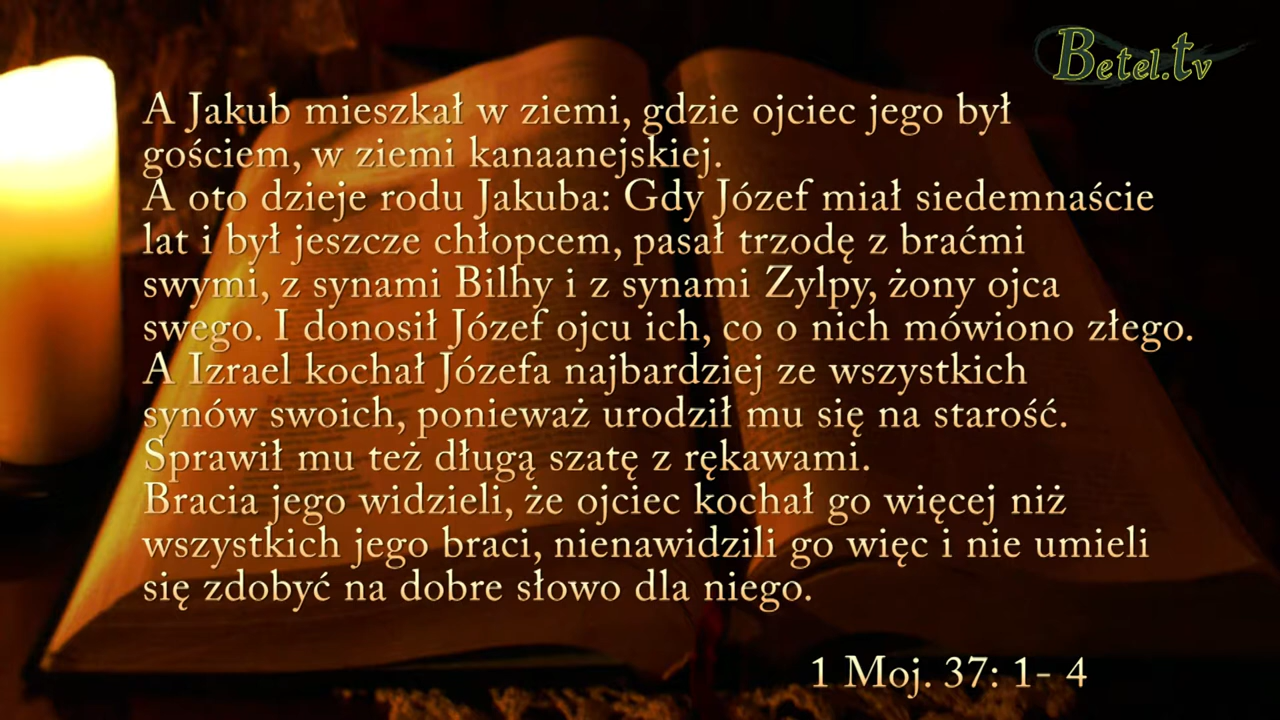 Betel.tv
A Jakub mieszkał w ziemi, gdzie ojciec jego był
gościem, w ziemi kanaanejskiej.
A oto dzieje rodu Jakuba: Gdy Józef miał siedemnaście
lat i był jeszcze chłopcem, pasał trzodę z braćmi
swymi, z synami Bilhy i z synami Zylpy, żony ojca
swego. I donosił Józef ojcu ich, co o nich mówiono złego.
A Izrael kochał Józefa najbardziej ze wszystkich
synów swoich, ponieważ urodził mu się na starość.
Sprawił mu też długą szatę z rękawami.
Bracia jego widzieli, że ojciec kochał go więcej niż
wszystkich jego braci, nienawidzili go więc i nie umieli
się zdobyć na dobre słowo dla niego.
1 Moj. 37: 1- 4